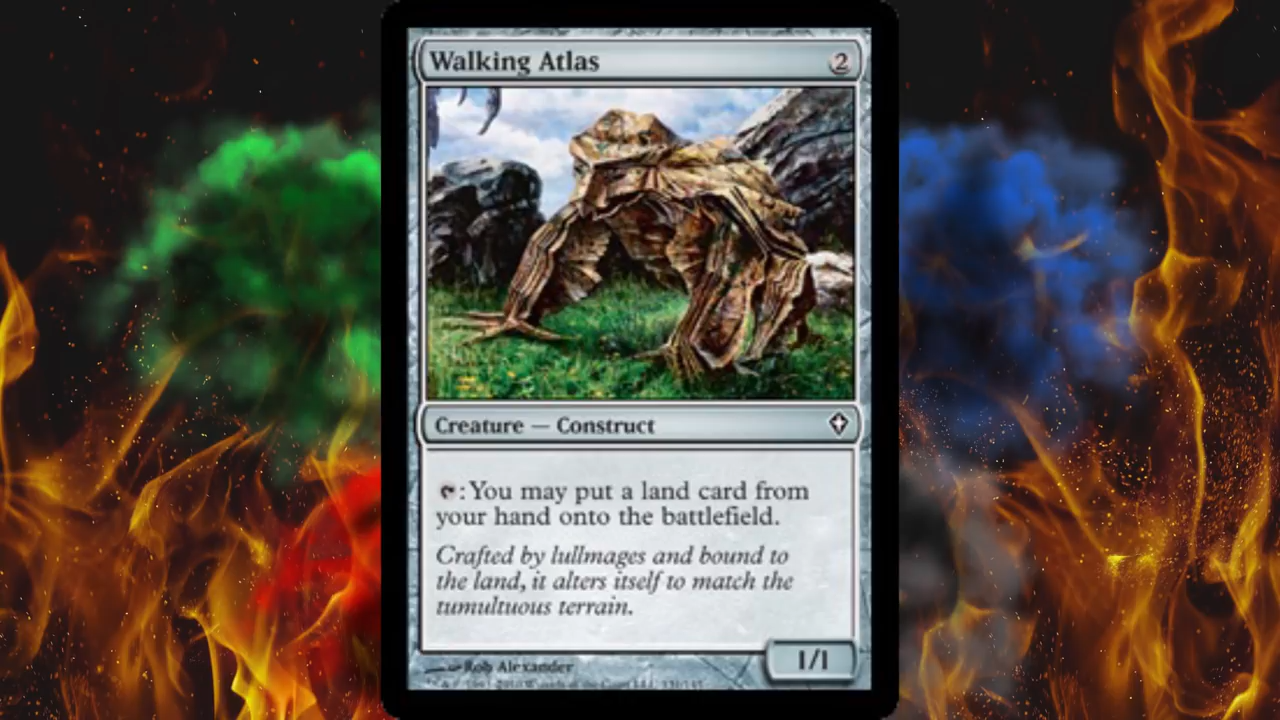 Walking Atlas
2
Creature — Construct
: You may put a land card from
your hand onto the battlefield.
Crafted by lullmages and bound to
the land, it alters itself to match the
tumultuous terrain.
1/1
Rob Alexander